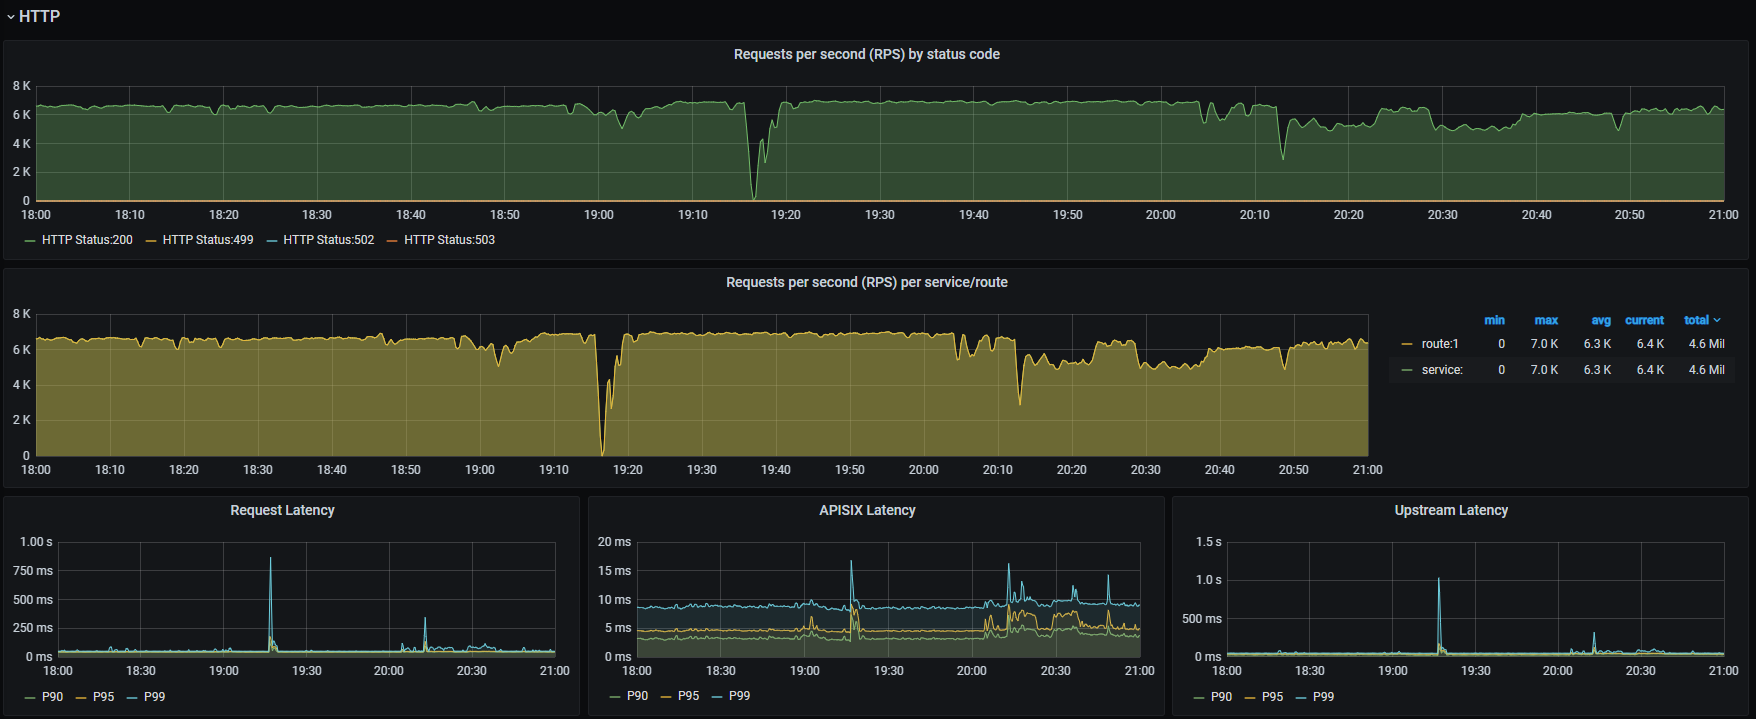 HTTP
Requests per second (RPS) by status code
8 K
6 K
4 K
2 K
0
18:00 18:10 18:20 18:30 18:40 18:50 19:00 19:10 19:20 19:30 19:40 19:50 20:00 20:10 20:20 20:30 20:40 20:50 21:00
HTTP Status:200 HTTP Status:499 HTTP Status:502 HTTP Status:503
Requests per second (RPS) per service/route
8 K
6 K
4 K
2 K
0
18:00 18:10 18:20 18:30 18:40 18:50 19:00 19:10 19:20 19:30 19:40 19:50 20:00 20:10 20:20 20:30 20:40 20:50 21:00
min max avg current total
route:1 0 7.0 K 6.3 K 6.4 K 4.6 Mil
service: 0 7.0 K 6.3 K 6.4 K 4.6 Mil
Request Latency
1.00 s
750 ms
500 ms
250 ms
0 ms
18:00 18:30 19:00 19:30 20:00 20:30 21:00
P90 P95 P99
APISIX Latency
20 ms
15 ms
10 ms
5 ms
0 ms
18:00 18:30 19:00 19:30 20:00 20:30 21:00
P90 P95 P99
Upstream Latency
1.5 s
1.0 s
500 ms
0 ms
18:00 18:30 19:00 19:30 20:00 20:30 21:00
P90 P95 P99